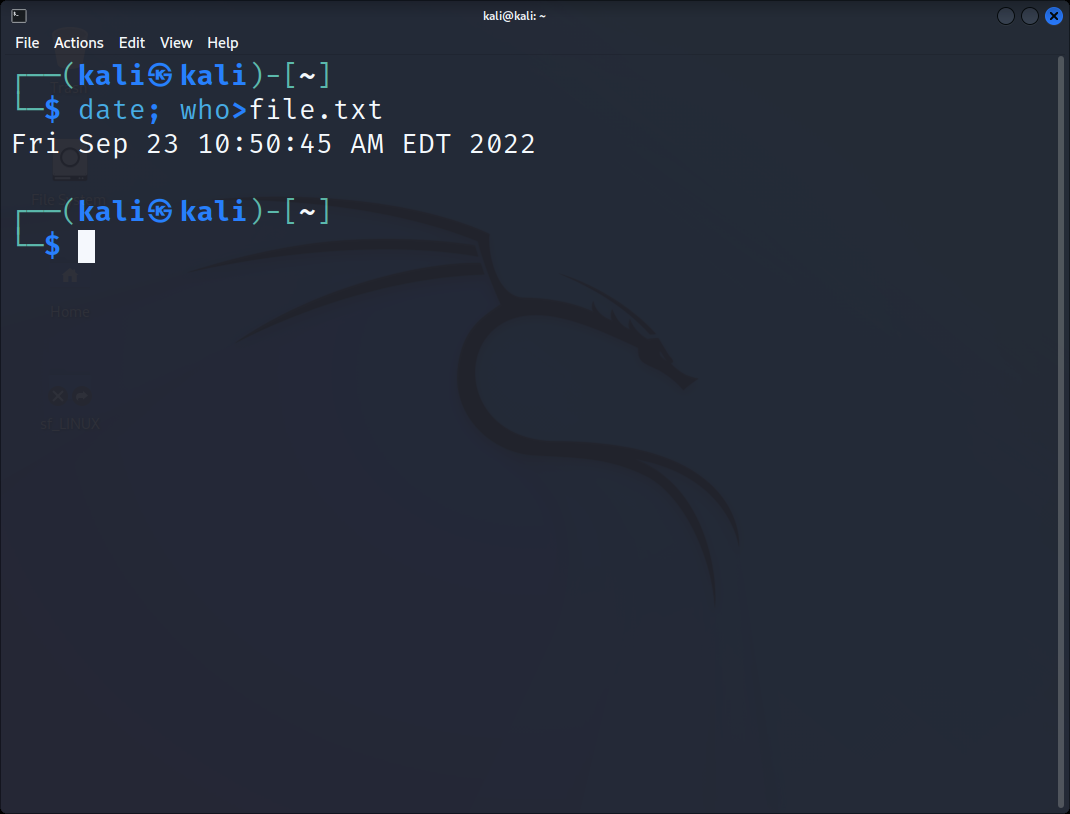 kali@kali: ~
File Actions Edit View Help
┌──(kali㉿kali)-[~]
└─$ date; who>file.txt
Fri Sep 23 10:50:45 AM EDT 2022
┌──(kali㉿kali)-[~]
└─$
Home
sf_LINUX